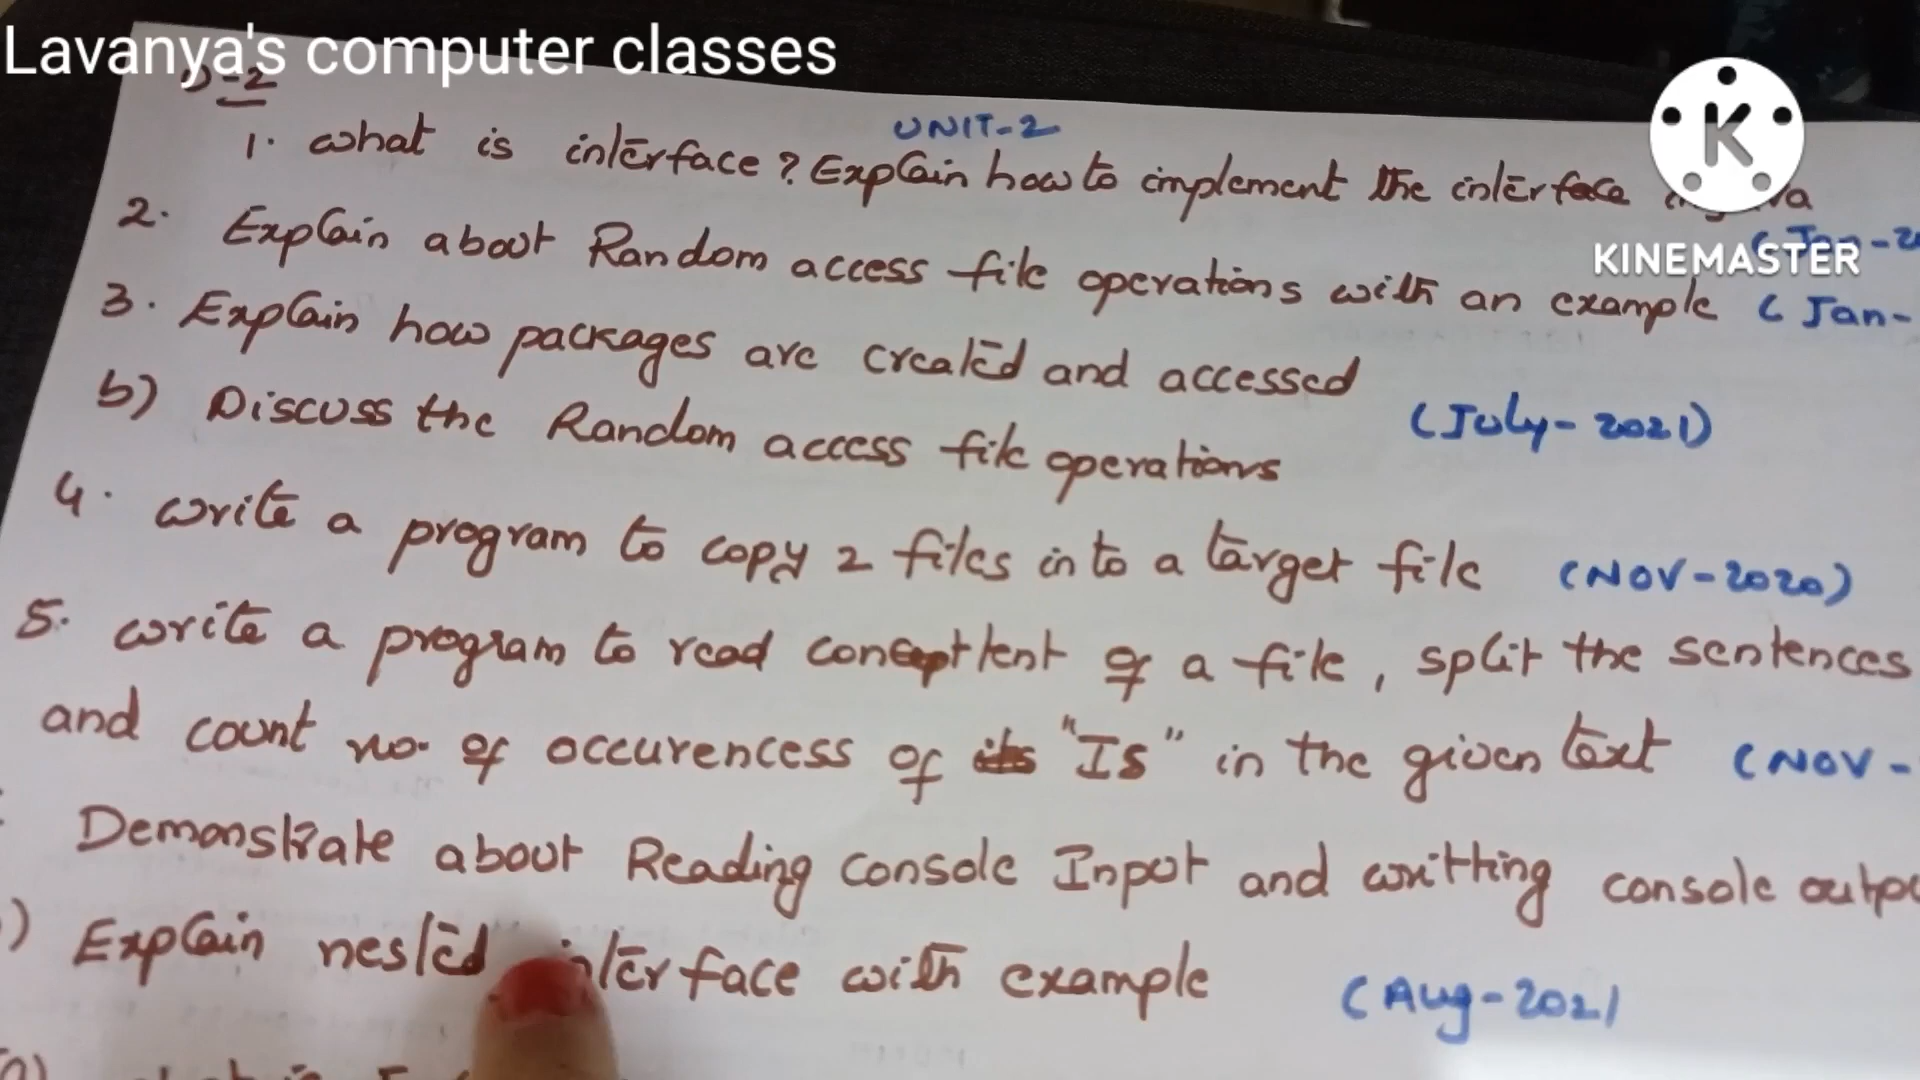 Lavanya's computer classes
UNIT-2
1. what is interface? Explain how to implement the interface
2. Explain about Random access file operations with an example (Jan-
3. Explain how packages are created and accessed
b) Discuss the Random access file operations
(July-2021)
4. write a program to copy 2 files into a target file (NOV-2020)
5. write a program to read content of a file, split the sentences
and count no. of occurencess of "Is" in the given text (NOV-
Demonstrate about Reading console Input and writting console outpu
) Explain nested interface with example
(Aug-2021
KINEMASTER